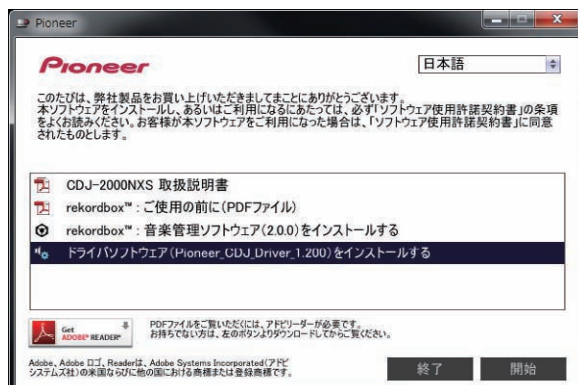 Pioneer
Pioneer
日本語
このたびは、弊社製品をお買い上げいただきましてまことにありがとうございます。
本ソフトウェアをインストールし、あるいはご利用になるにあたっては、必ず「ソフトウェア使用許諾契約書」の条項
をよくお読みください。お客様が本ソフトウェアをご利用になった場合は、「ソフトウェア使用許諾契約書」に同意
されたものとします。
CDJ-2000NXS 取扱説明書
rekordbox™：ご使用の前に(PDFファイル)
rekordbox™：音楽管理ソフトウェア(2.0.0)をインストールする
ドライバソフトウェア(Pioneer_CDJ_Driver_1.200)をインストールする
Get
ADOBE® READER®
PDFファイルをご覧いただくには、アドビリーダーが必要です。
お持ちでない方は、左のボタンよりダウンロードしてからご覧ください。
Adobe、Adobe ロゴ、Readerは、Adobe Systems Incorporated(アドビ
システムズ社)の米国ならびに他の国における商標または登録商標です。
終了
開始